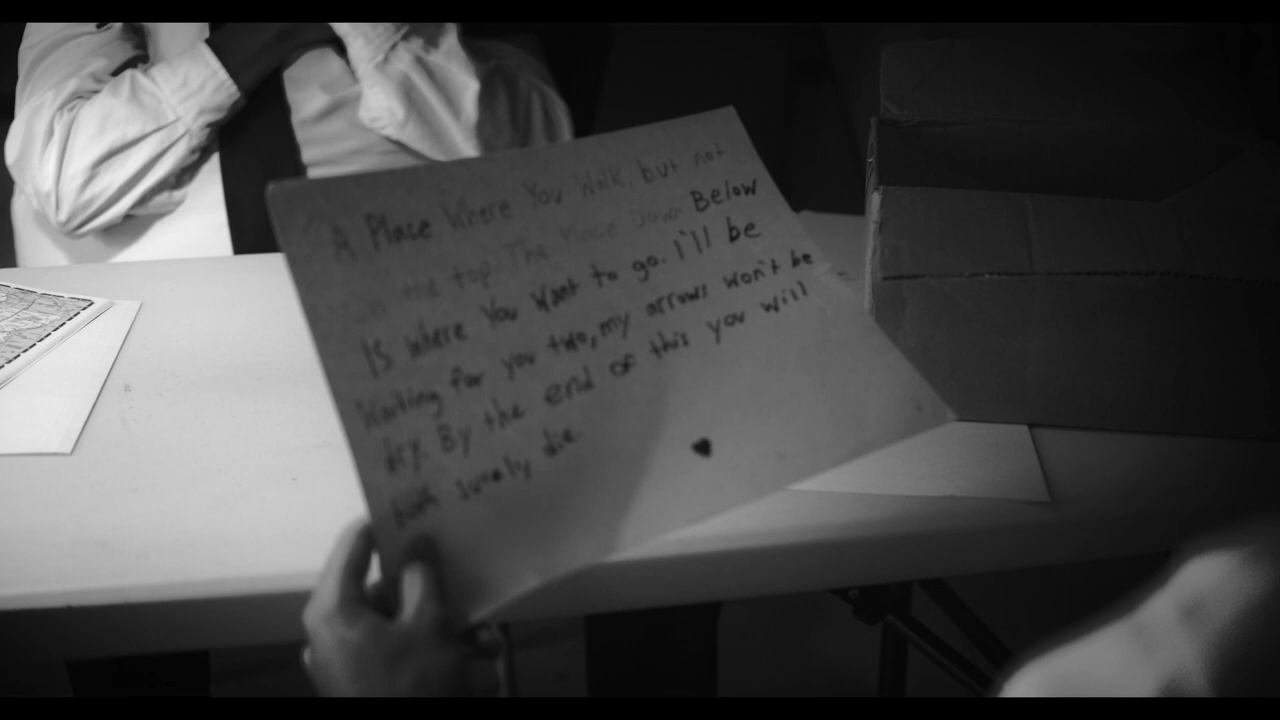 A Place Where You Walk, but not
on the top. The Place Down Below
Is where You Want to go. I'll be
Waiting for you two, my arrows won't be
dry. By the end of this you will
both surely die.